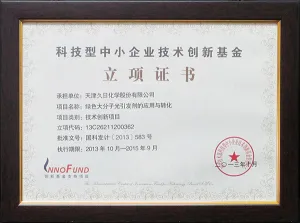 科技型中小企业技术创新基金
立项证书
承担单位：天津久日化学股份有限公司
项目名称：绿色大分子光引发剂的应用与转化
项目类别：技术创新项目
立项代码：13C26211200362
批准文号：国科发计〔2013〕583号
执行期限：2013年10月—2015年9月
INNOFUND